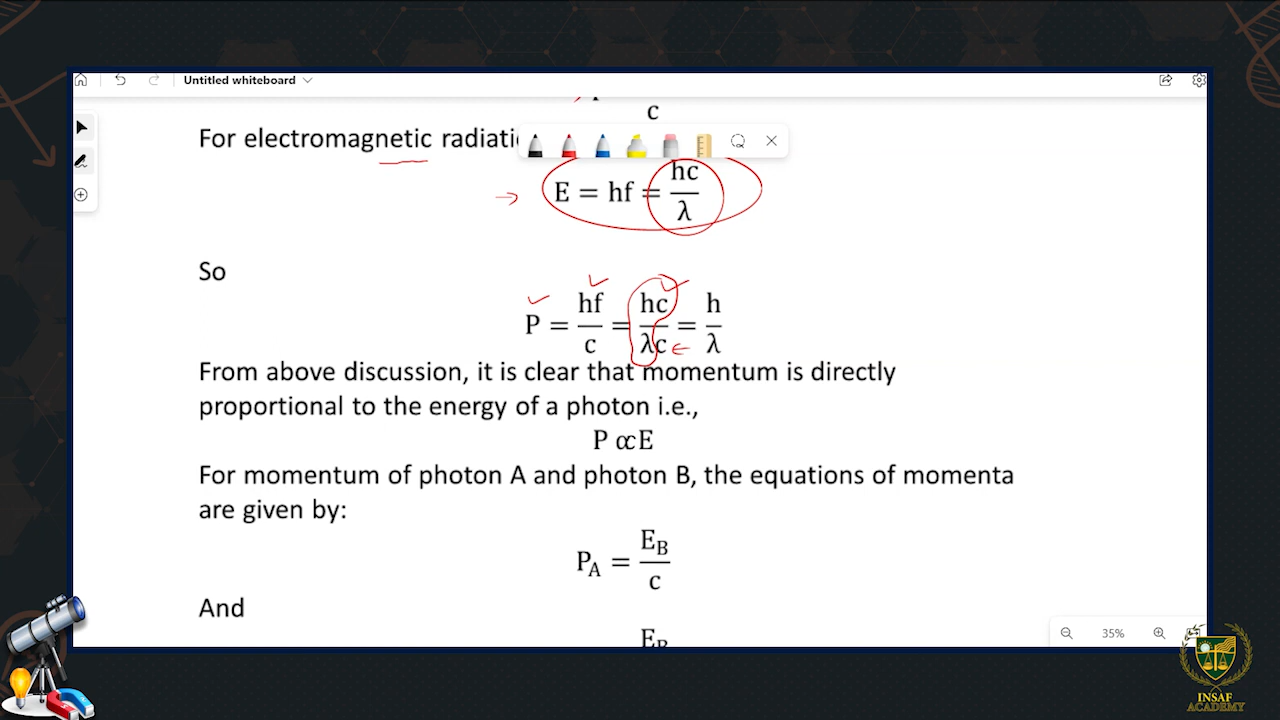 Untitled whiteboard
c
For electromagnetic radiati
E = hf = hc/λ
So
P = hf/c = hc/λc = h/λ
From above discussion, it is clear that momentum is directly
proportional to the energy of a photon i.e.,
P ∝E
For momentum of photon A and photon B, the equations of momenta
are given by:
P_A = E_B/c
And
E_B
35%
INSAF
ACADEMY